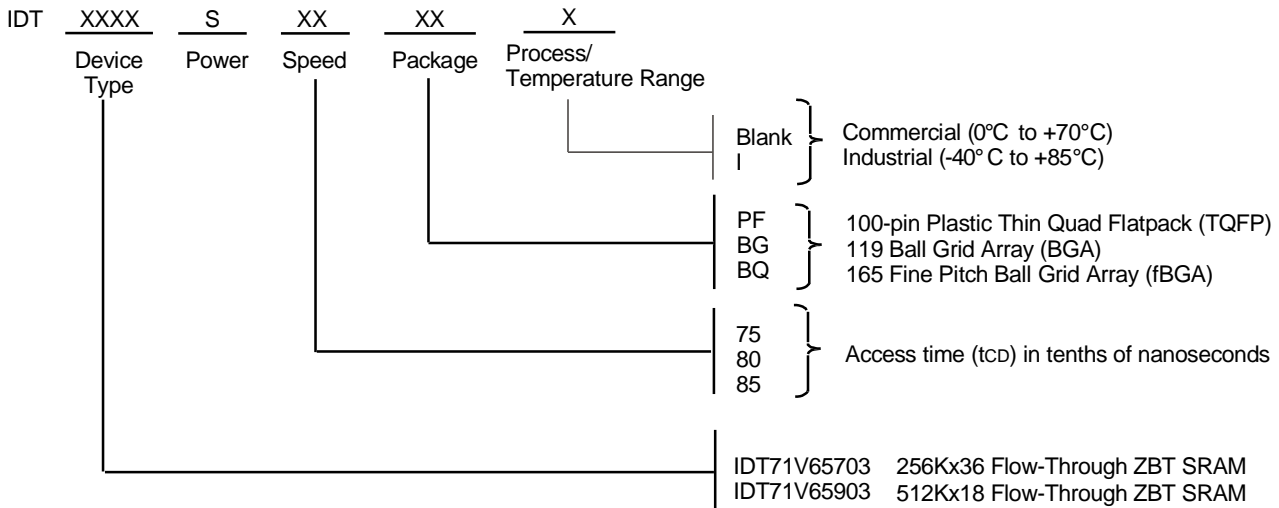 IDT XXXX S XX XX X
Device Type Power Speed Package Process/ Temperature Range
Blank Commercial (0°C to +70°C)
I Industrial (-40°C to +85°C)
PF 100-pin Plastic Thin Quad Flatpack (TQFP)
BG 119 Ball Grid Array (BGA)
BQ 165 Fine Pitch Ball Grid Array (fBGA)
75
80 Access time (tCD) in tenths of nanoseconds
85
IDT71V65703 256Kx36 Flow-Through ZBT SRAM
IDT71V65903 512Kx18 Flow-Through ZBT SRAM